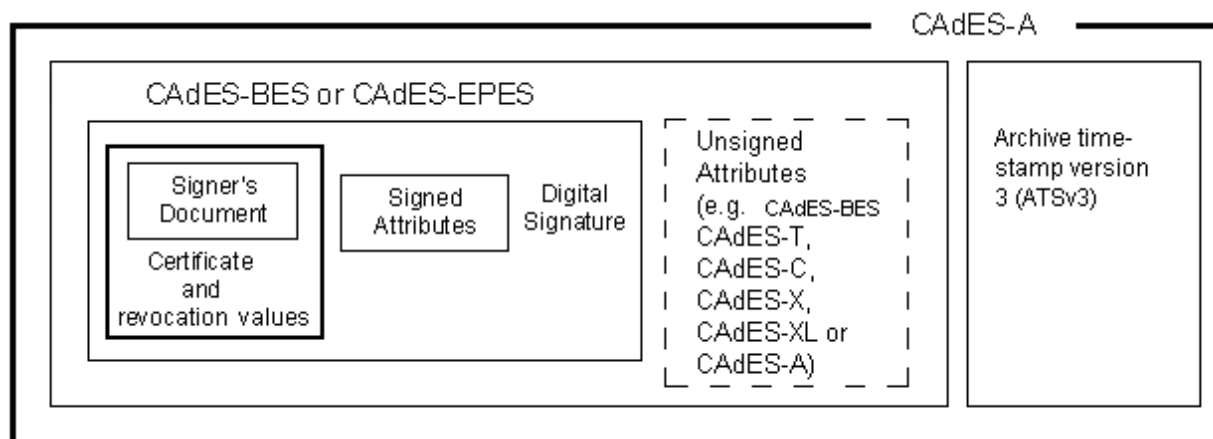 CAdES-A
CAdES-BES or CAdES-EPES
Signer's
Document
Certificate
and
revocation values
Signed
Attributes
Digital
Signature
Unsigned
Attributes
(e.g. CAdES-BES
CAdES-T,
CAdES-C,
CAdES-X,
CAdES-XL or
CAdES-A)
Archive time-
stamp version
3 (ATSv3)